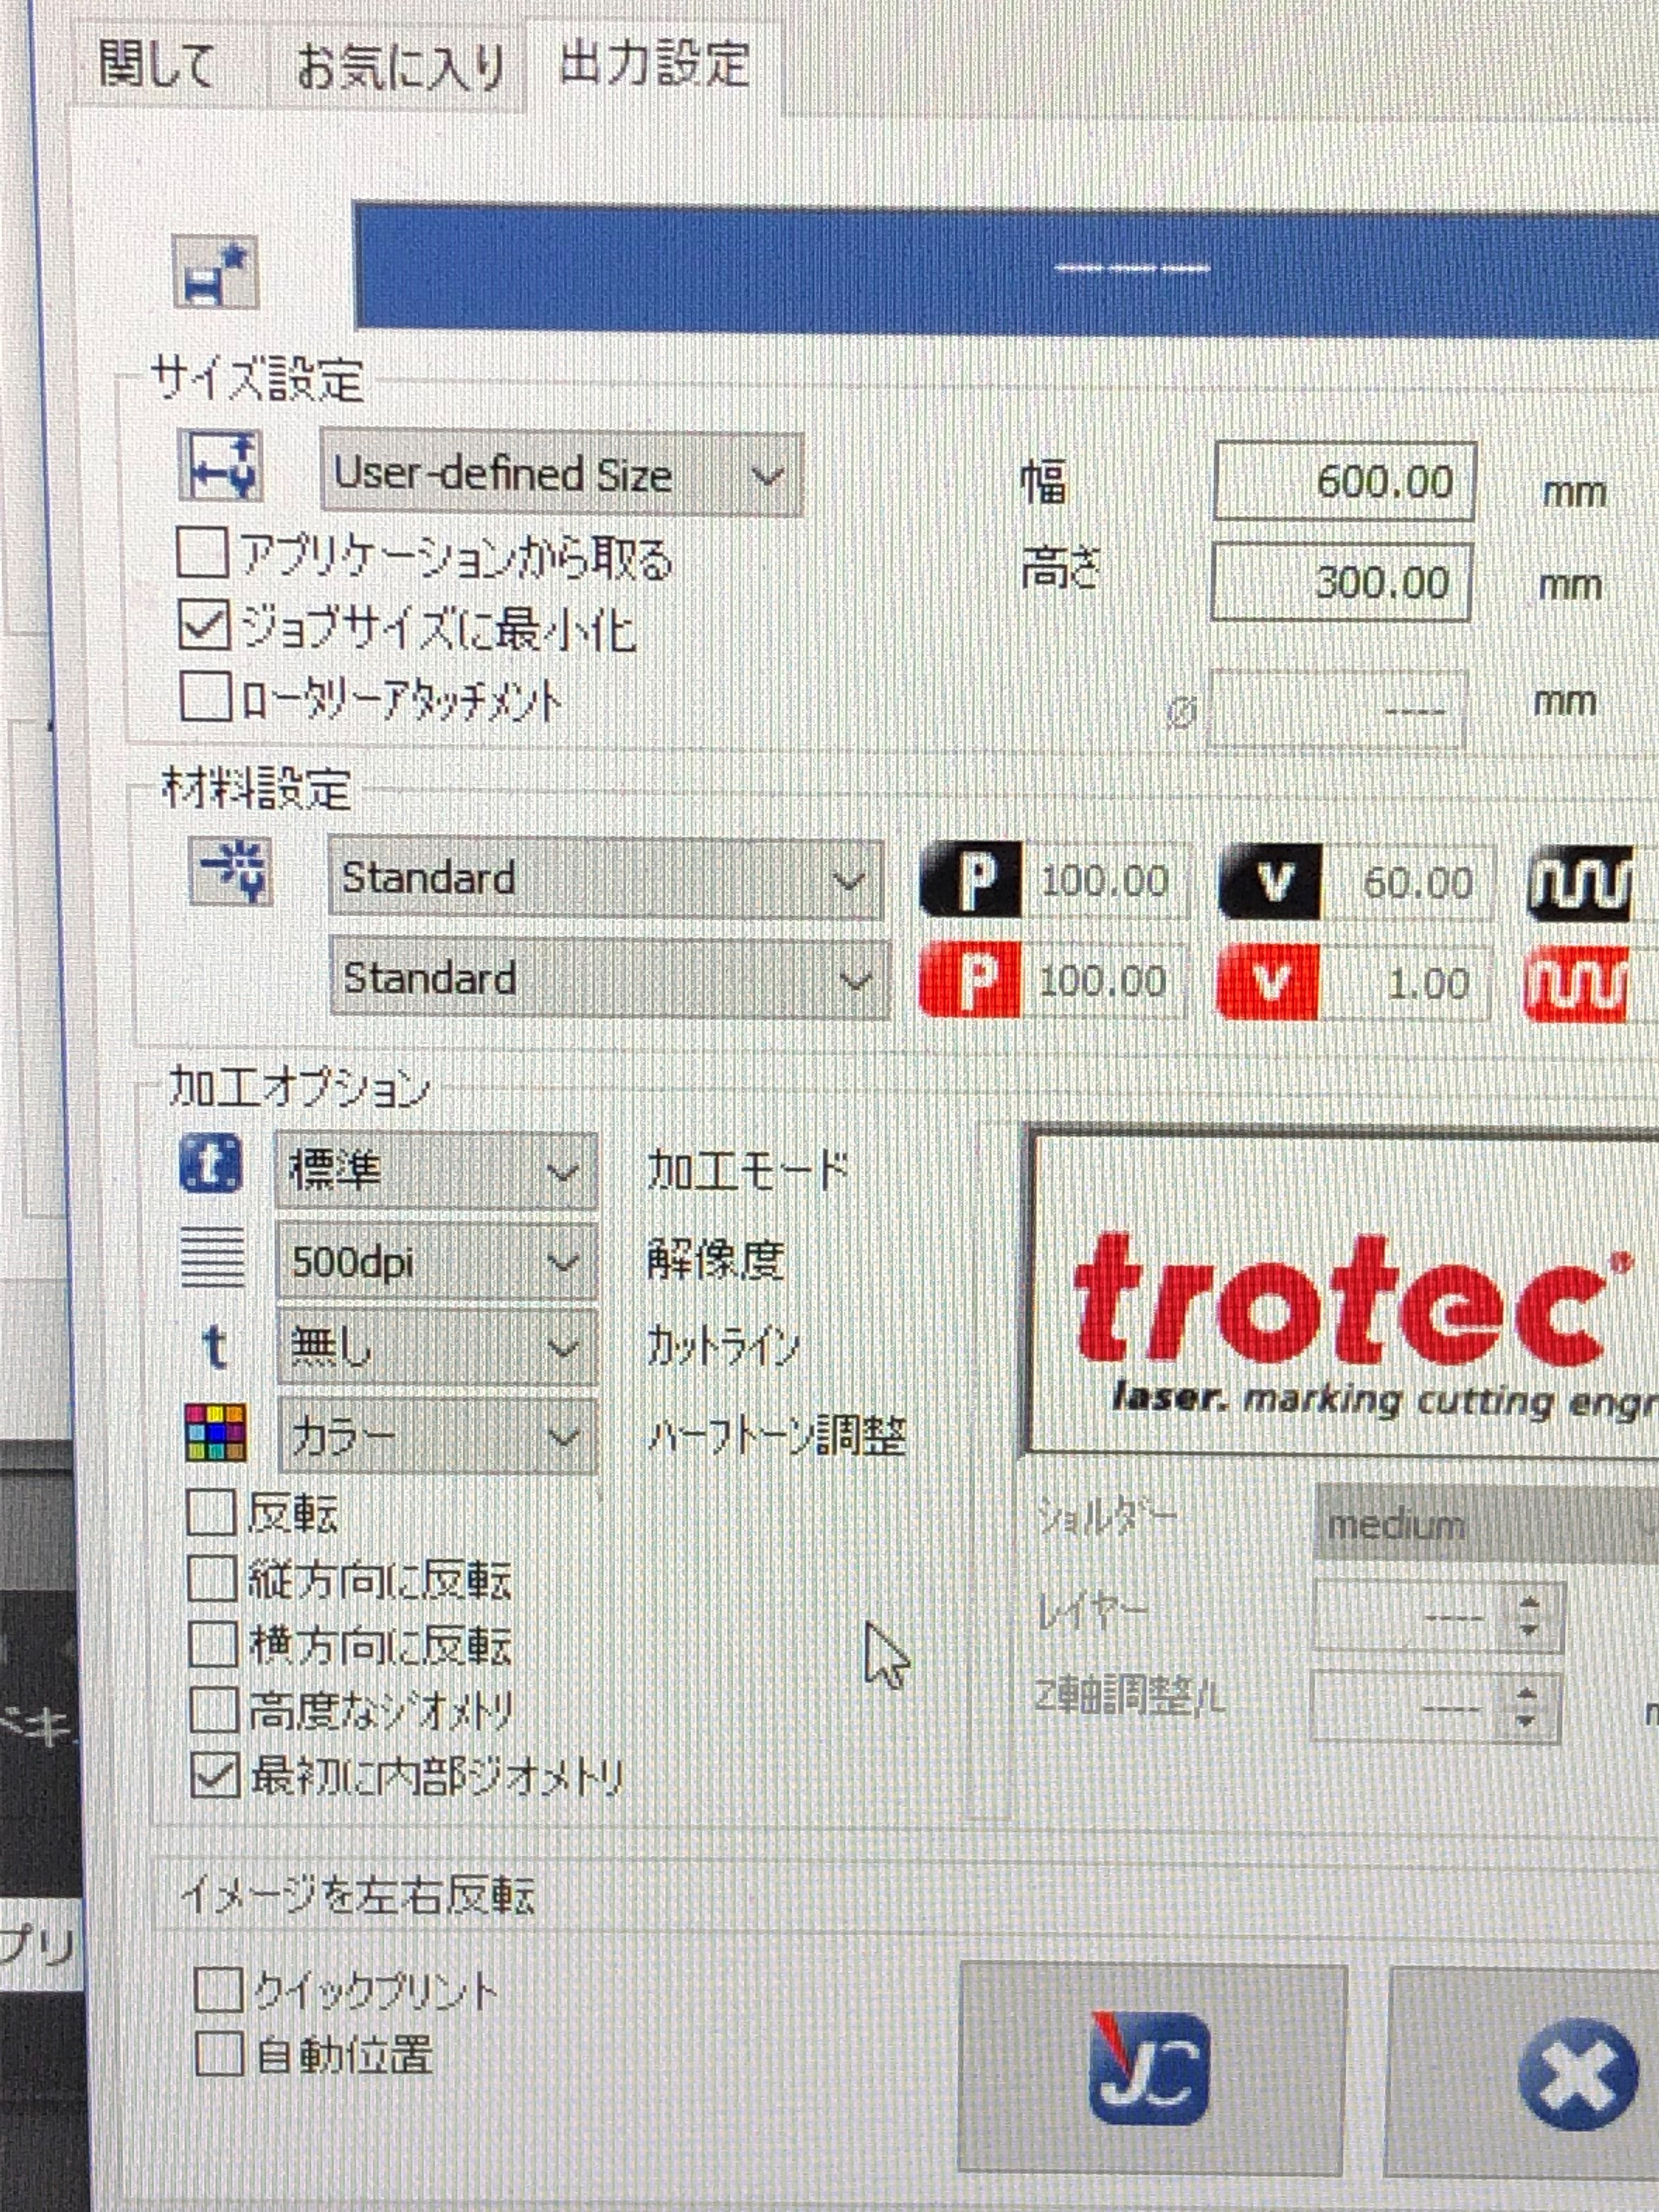 関して お気に入り 出力設定
---
サイズ設定
User-defined Size 幅 600.00 mm
アプリケーションから取る 高さ 300.00 mm
ジョブサイズに最小化
ロータリーアタッチメント Ø ---- mm
材料設定
Standard P 100.00 v 60.00
Standard P 100.00 v 1.00
加工オプション
t 標準 加工モード
500dpi 解像度
t 無し カットライン
カラー ハーフトーン調整
trotec®
laser. marking cutting engr
反転 ショルダー medium
縦方向に反転 レイヤー ----
横方向に反転
高度なジオメトリ Z軸調整/L ----
最初に内部ジオメトリ
イメージを左右反転
クイックプリント
自動位置
JC
プリ